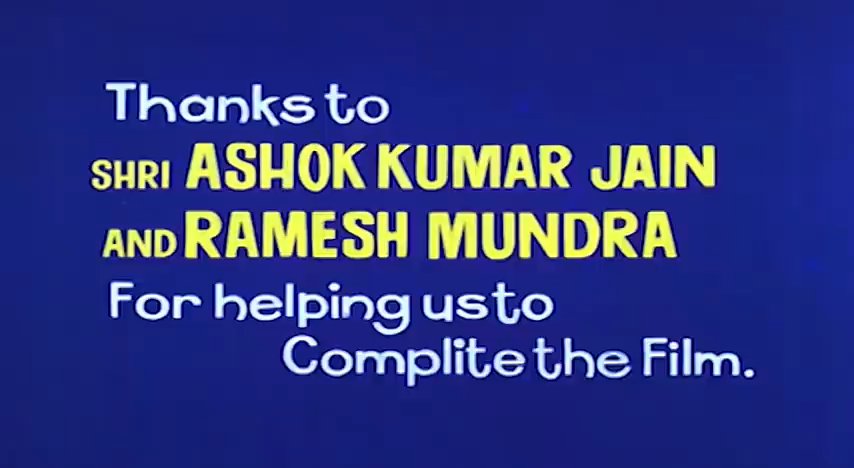 Thanks to
SHRI ASHOK KUMAR JAIN
AND RAMESH MUNDRA
For helping us to
Complite the Film.